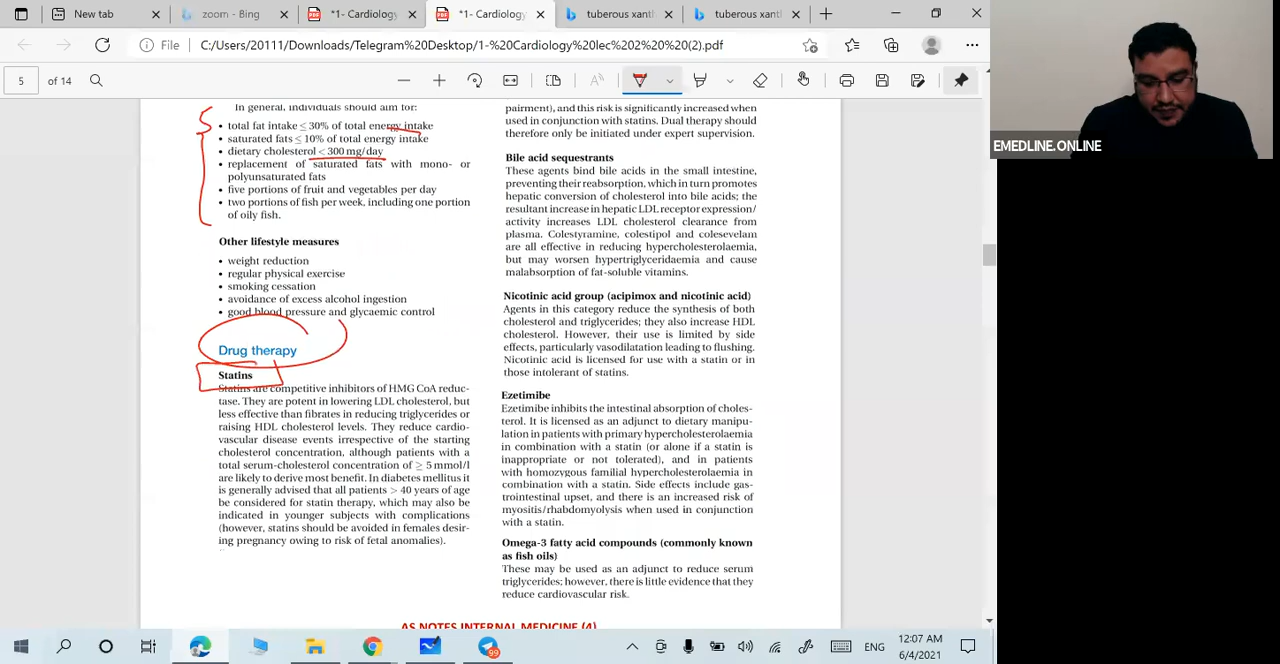 New tab
zoom - Bing
*1- Cardiology
*1- Cardiology
tuberous xant
tuberous xant
File
C:/Users/20111/Downloads/Telegram%20Desktop/1-%20Cardiology%20lec%202%20%20(2).pdf
5 of 14
EMEDLINE.ONLINE
In general, individuals should aim for:
• total fat intake ≤ 30% of total energy intake
• saturated fats ≤ 10% of total energy intake
• dietary cholesterol < 300 mg/day
• replacement of saturated fats with mono- or
polyunsaturated fats
• five portions of fruit and vegetables per day
• two portions of fish per week, including one portion
of oily fish.
Other lifestyle measures
• weight reduction
• regular physical exercise
• smoking cessation
• avoidance of excess alcohol ingestion
• good blood pressure and glycaemic control
Drug therapy
Statins
Statins are competitive inhibitors of HMG CoA reduc-
tase. They are potent in lowering LDL cholesterol, but
less effective than fibrates in reducing triglycerides or
raising HDL cholesterol levels. They reduce cardio-
vascular disease events irrespective of the starting
cholesterol concentration, although patients with a
total serum-cholesterol concentration of ≥ 5 mmol/l
are likely to derive most benefit. In diabetes mellitus it
is generally advised that all patients > 40 years of age
be considered for statin therapy, which may also be
indicated in younger subjects with complications
(however, statins should be avoided in females desir-
ing pregnancy owing to risk of fetal anomalies).
pairment), and this risk is significantly increased when
used in conjunction with statins. Dual therapy should
therefore only be initiated under expert supervision.
Bile acid sequestrants
These agents bind bile acids in the small intestine,
preventing their reabsorption, which in turn promotes
hepatic conversion of cholesterol into bile acids; the
resultant increase in hepatic LDL receptor expression/
activity increases LDL cholesterol clearance from
plasma. Colestyramine, colestipol and colesevelam
are all effective in reducing hypercholesterolaemia,
but may worsen hypertriglyceridaemia and cause
malabsorption of fat-soluble vitamins.
Nicotinic acid group (acipimox and nicotinic acid)
Agents in this category reduce the synthesis of both
cholesterol and triglycerides; they also increase HDL
cholesterol. However, their use is limited by side
effects, particularly vasodilatation leading to flushing.
Nicotinic acid is licensed for use with a statin or in
those intolerant of statins.
Ezetimibe
Ezetimibe inhibits the intestinal absorption of choles-
terol. It is licensed as an adjunct to dietary manipu-
lation in patients with primary hypercholesterolaemia
in combination with a statin (or alone if a statin is
inappropriate or not tolerated), and in patients
with homozygous familial hypercholesterolaemia in
combination with a statin. Side effects include gas-
trointestinal upset, and there is an increased risk of
myositis/rhabdomyolysis when used in conjunction
with a statin.
Omega-3 fatty acid compounds (commonly known
as fish oils)
These may be used as an adjunct to reduce serum
triglycerides; however, there is little evidence that they
reduce cardiovascular risk.
AS NOTES INTERNAL MEDICINE (4)
99
ENG
12:07 AM
6/4/2021